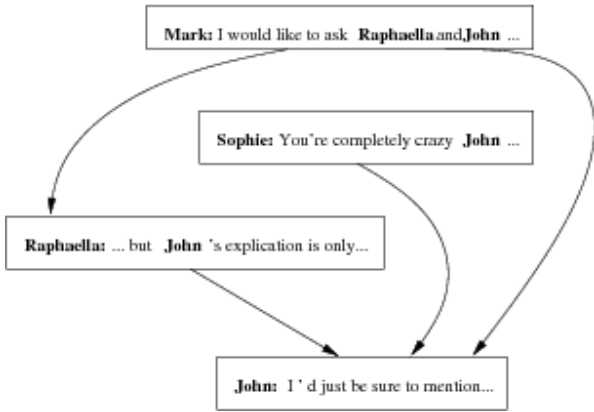 Mark: I would like to ask Raphaella and, John ...
Sophie: You're completely crazy John ...
Raphaella: ... but John 's explication is only...
John: I ' d just be sure to mention...